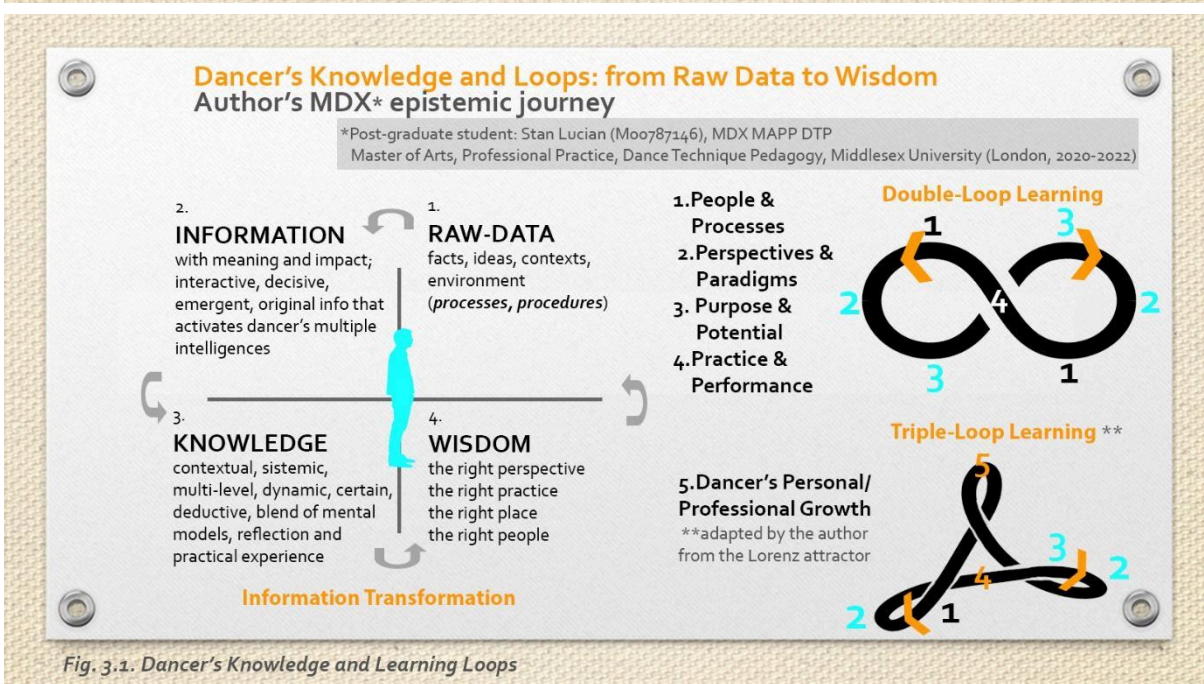 Dancer's Knowledge and Loops: from Raw Data to Wisdom
Author's MDX* epistemic journey
*Post-graduate student: Stan Lucian (M00787146), MDX MAPP DTP
Master of Arts, Professional Practice, Dance Technique Pedagogy, Middlesex University (London, 2020-2022)
2.
INFORMATION
with meaning and impact;
interactive, decisive,
emergent, original info that
activates dancer's multiple
intelligences
1.
RAW-DATA
facts, ideas, contexts,
environment
(processes, procedures)
3.
KNOWLEDGE
contextual, sistemic,
multi-level, dynamic, certain,
deductive, blend of mental
models, reflection and
practical experience
4.
WISDOM
the right perspective
the right practice
the right place
the right people
Information Transformation
1.People &
Processes
2.Perspectives &
Paradigms
3. Purpose &
Potential
4.Practice &
Performance
5.Dancer's Personal/
Professional Growth
**adapted by the author
from the Lorenz attractor
Double-Loop Learning
1
3
2
4
2
3
1
Triple-Loop Learning **
5
3
4
2
2
1
Fig. 3.1. Dancer's Knowledge and Learning Loops